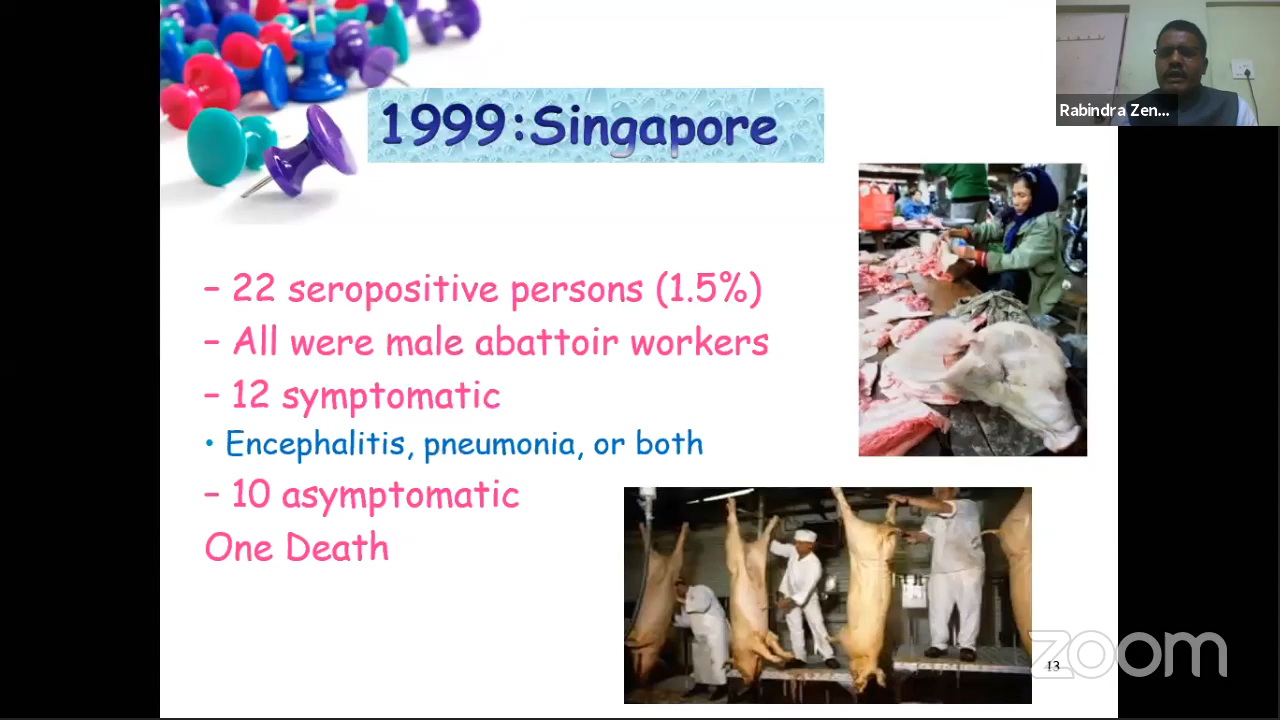 1999:Singapore
Rabindra Zen...
– 22 seropositive persons (1.5%)
– All were male abattoir workers
– 12 symptomatic
• Encephalitis, pneumonia, or both
– 10 asymptomatic
One Death
13
zoom